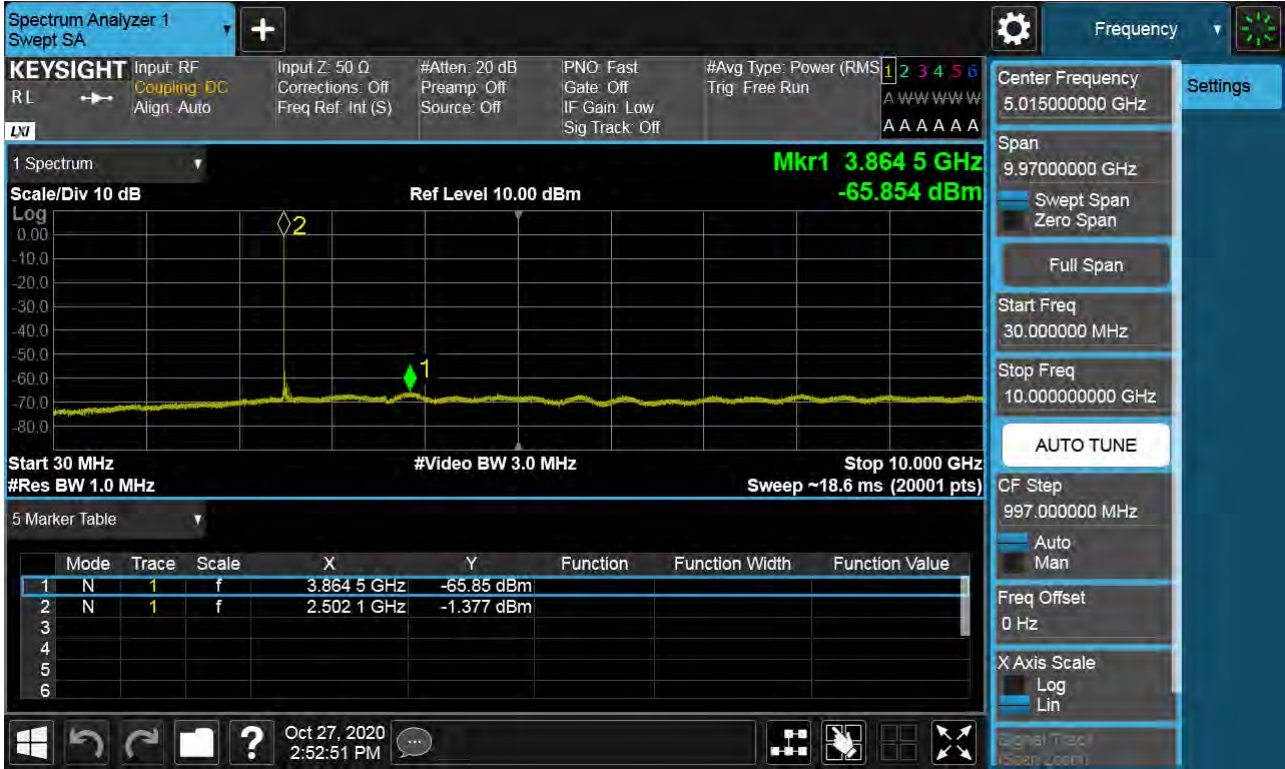 Spectrum Analyzer 1
Swept SA
+
Frequency
KEYSIGHT
RL
LXI
Input: RF
Coupling: DC
Align: Auto
Input Z: 50 Ω
Corrections: Off
Freq Ref: Int (S)
#Atten: 20 dB
Preamp: Off
Source: Off
PNO: Fast
Gate: Off
IF Gain: Low
Sig Track: Off
#Avg Type: Power (RMS
Trig: Free Run
1 2 3 4 5 6
A W W W W W
A A A A A A
1 Spectrum
Mkr1 3.864 5 GHz
Scale/Div 10 dB
Ref Level 10.00 dBm
-65.854 dBm
Log
0.00
-10.0
-20.0
-30.0
-40.0
-50.0
-60.0
-70.0
-80.0
2
1
Start 30 MHz
#Video BW 3.0 MHz
Stop 10.000 GHz
#Res BW 1.0 MHz
Sweep ~18.6 ms (20001 pts)
5 Marker Table
Mode Trace Scale X Y Function Function Width Function Value
1 N 1 f 3.864 5 GHz -65.85 dBm
2 N 1 f 2.502 1 GHz -1.377 dBm
3
4
5
6
Oct 27, 2020
2:52:51 PM
?
Center Frequency
5.015000000 GHz
Settings
Span
9.97000000 GHz
Swept Span
Zero Span
Full Span
Start Freq
30.000000 MHz
Stop Freq
10.000000000 GHz
AUTO TUNE
CF Step
997.000000 MHz
Auto
Man
Freq Offset
0 Hz
X Axis Scale
Log
Lin
Signal Track
(Span Zoom)